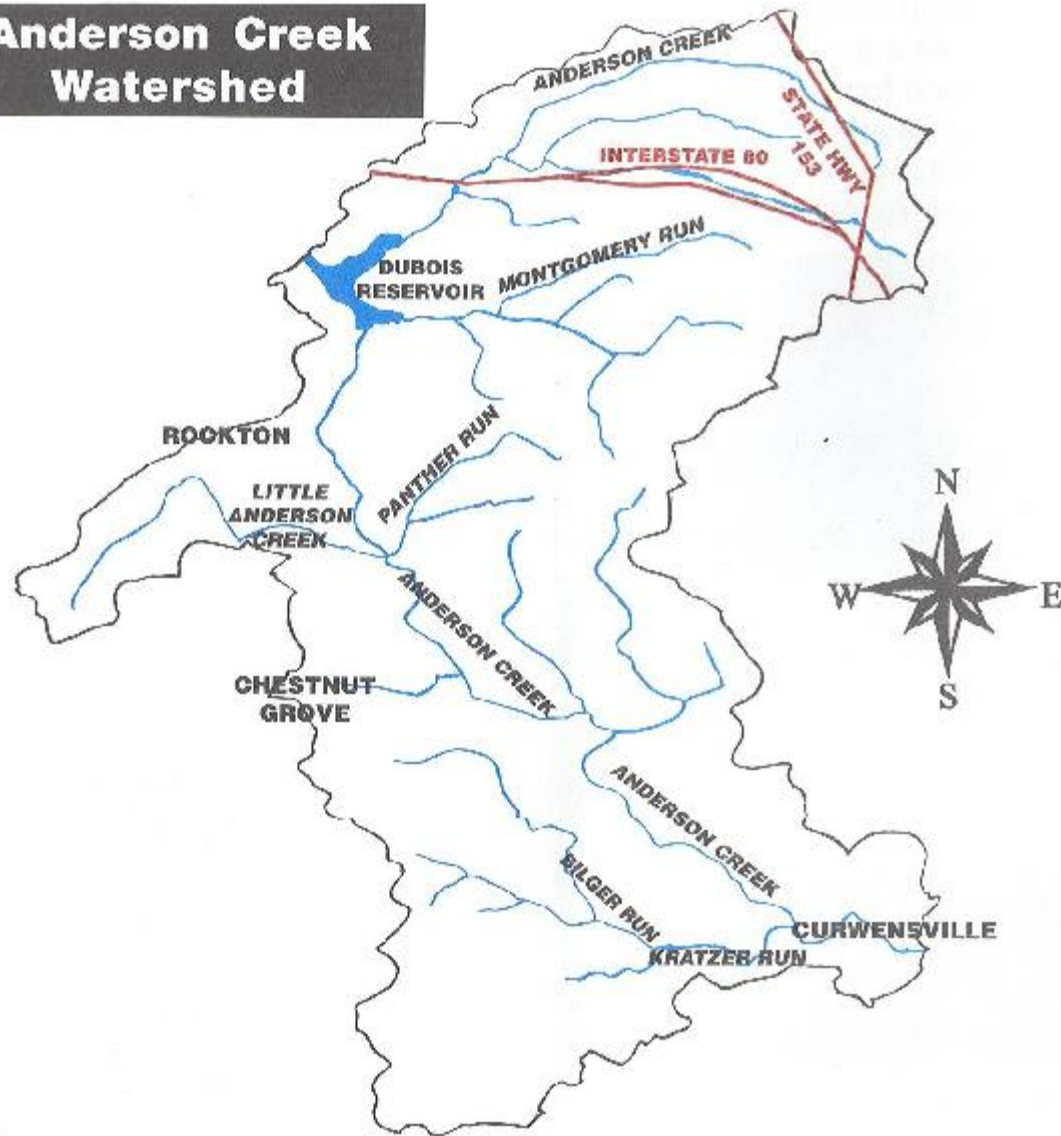 Anderson Creek
Watershed
ANDERSON CREEK
STATE HWY
153
INTERSTATE 80
MONTGOMERY RUN
DUBOIS
RESERVOIR
ROCKTON
PANTHER RUN
LITTLE
ANDERSON
CREEK
N
W
E
S
ANDERSON CREEK
CHESTNUT
GROVE
ANDERSON CREEK
BILGER RUN
CURWENSVILLE
KRATZER RUN